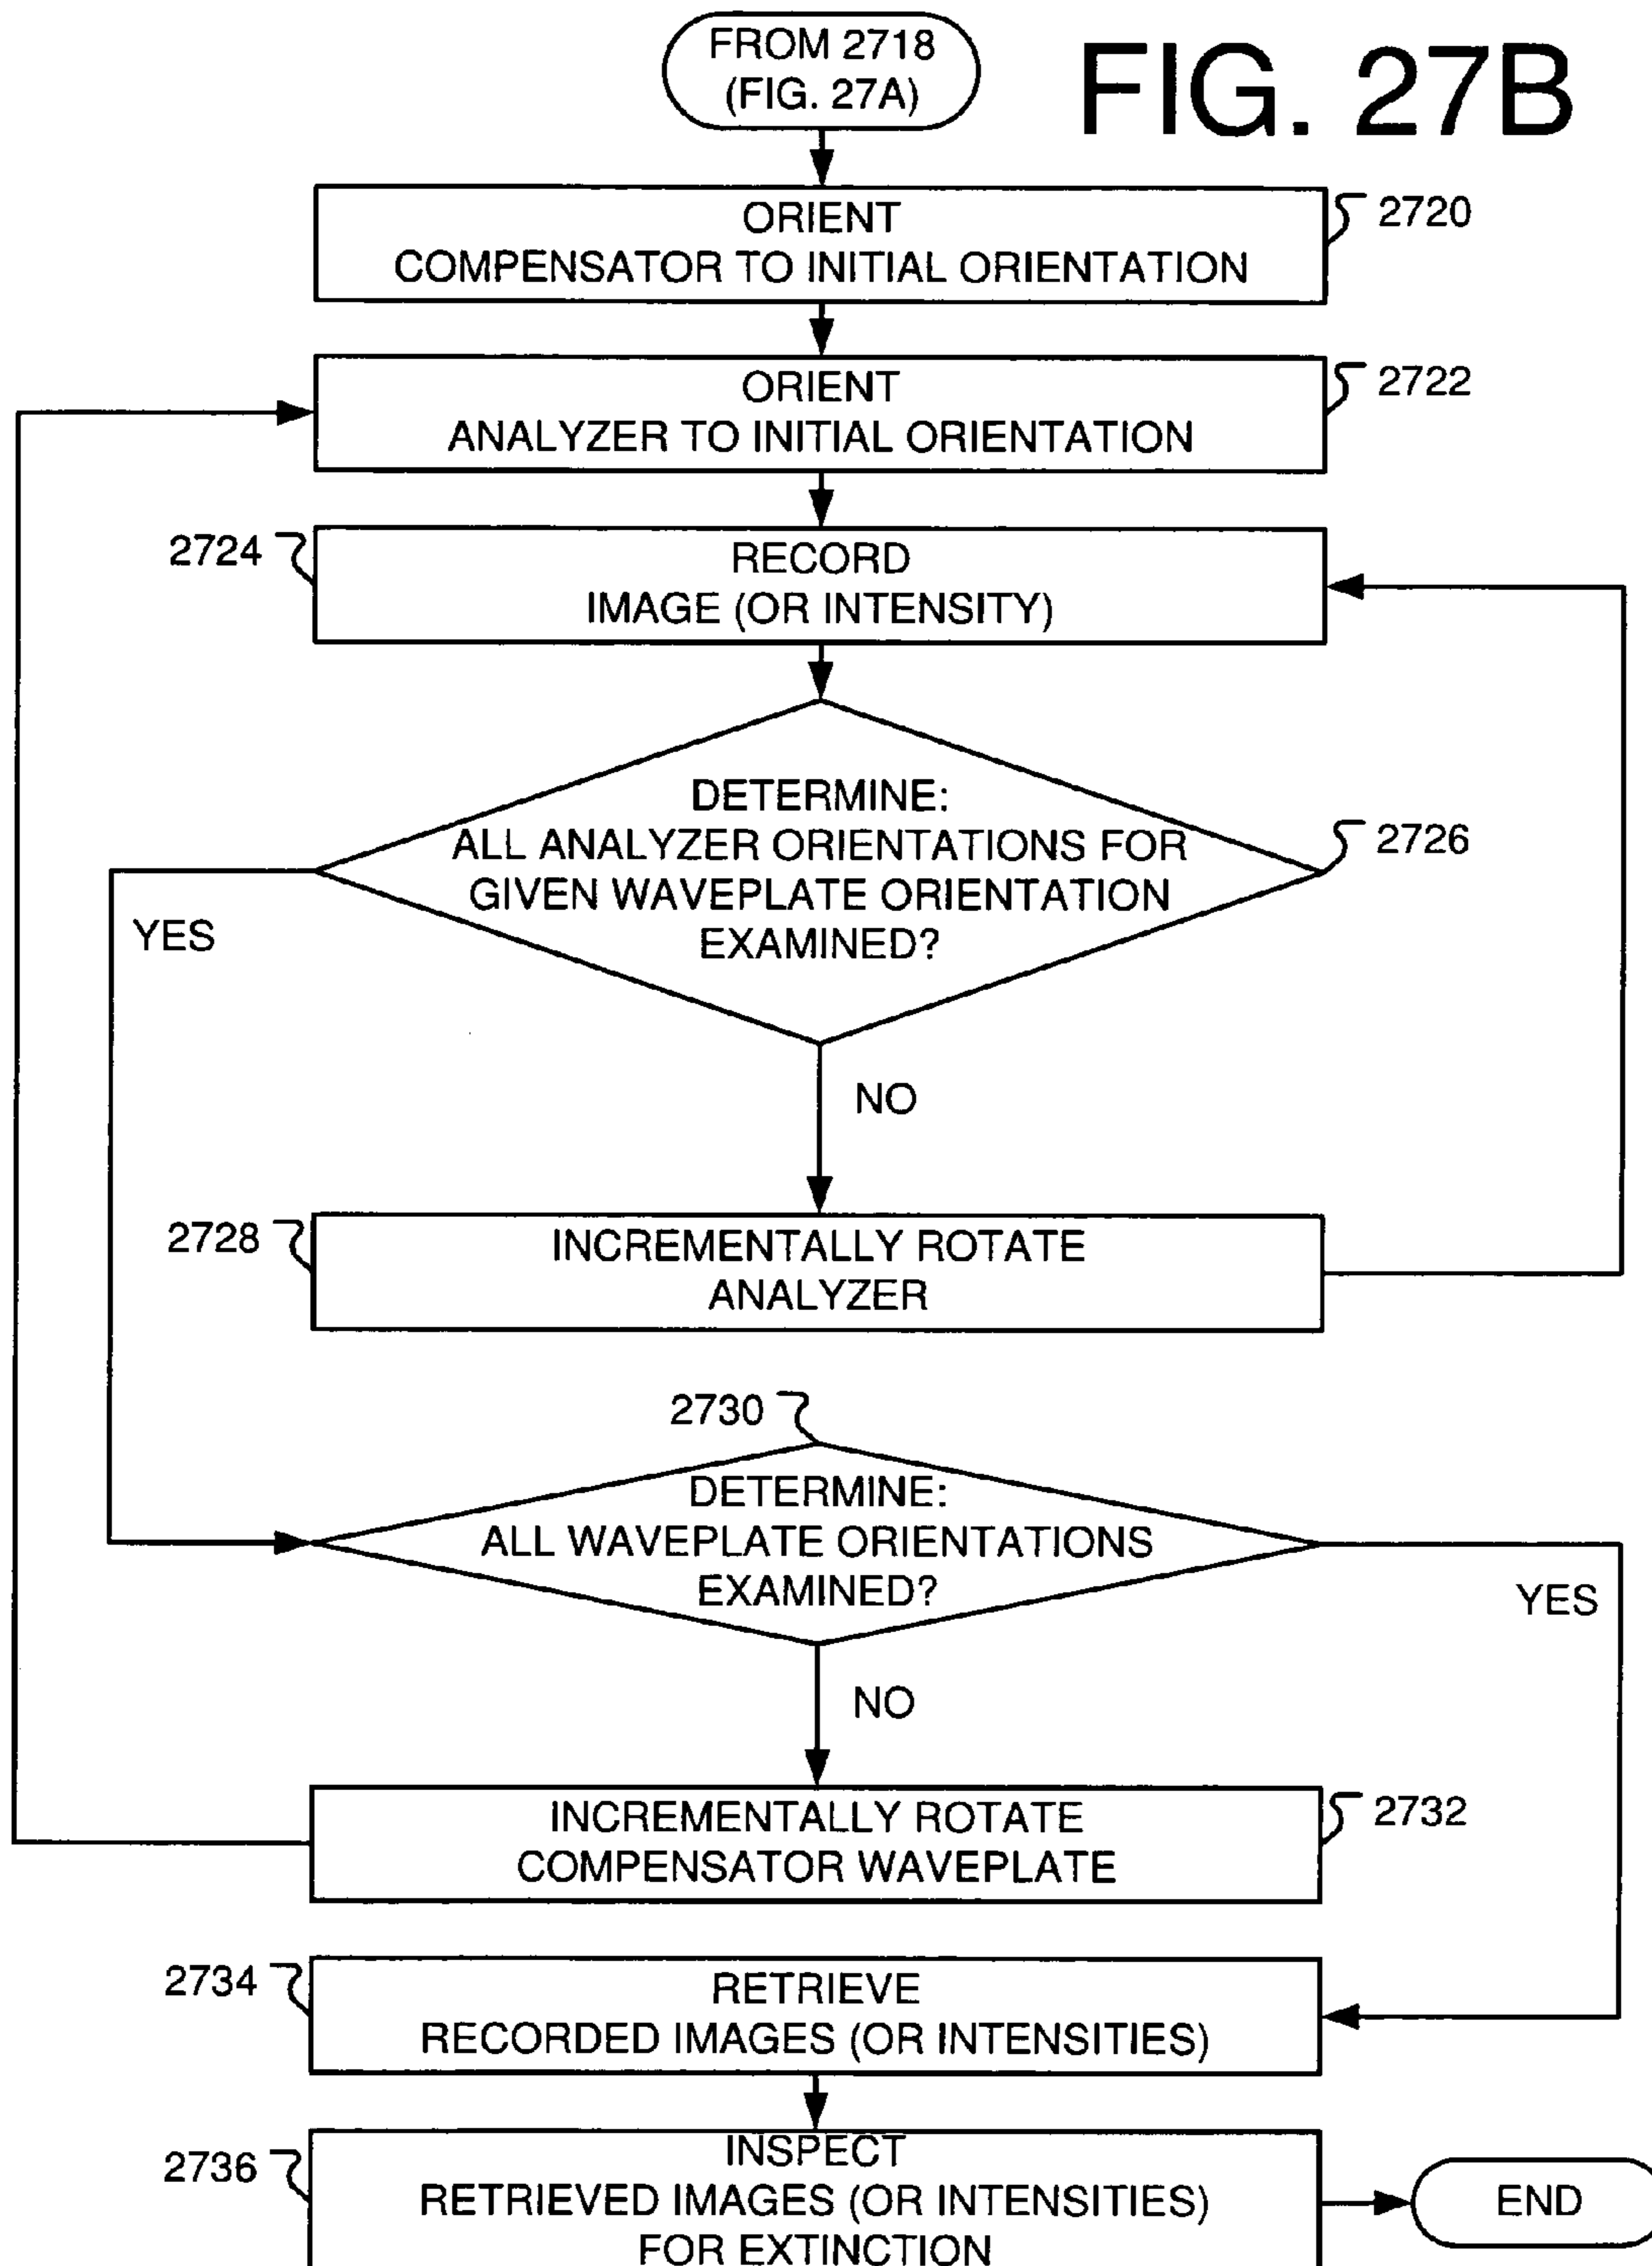 FROM 2718
(FIG. 27A)
FIG. 27B
ORIENT
COMPENSATOR TO INITIAL ORIENTATION
2720
ORIENT
ANALYZER TO INITIAL ORIENTATION
2722
2724
RECORD
IMAGE (OR INTENSITY)
DETERMINE:
ALL ANALYZER ORIENTATIONS FOR
GIVEN WAVEPLATE ORIENTATION
EXAMINED?
2726
YES
NO
2728
INCREMENTALLY ROTATE
ANALYZER
2730
DETERMINE:
ALL WAVEPLATE ORIENTATIONS
EXAMINED?
YES
NO
INCREMENTALLY ROTATE
COMPENSATOR WAVEPLATE
2732
2734
RETRIEVE
RECORDED IMAGES (OR INTENSITIES)
2736
INSPECT
RETRIEVED IMAGES (OR INTENSITIES)
FOR EXTINCTION
END